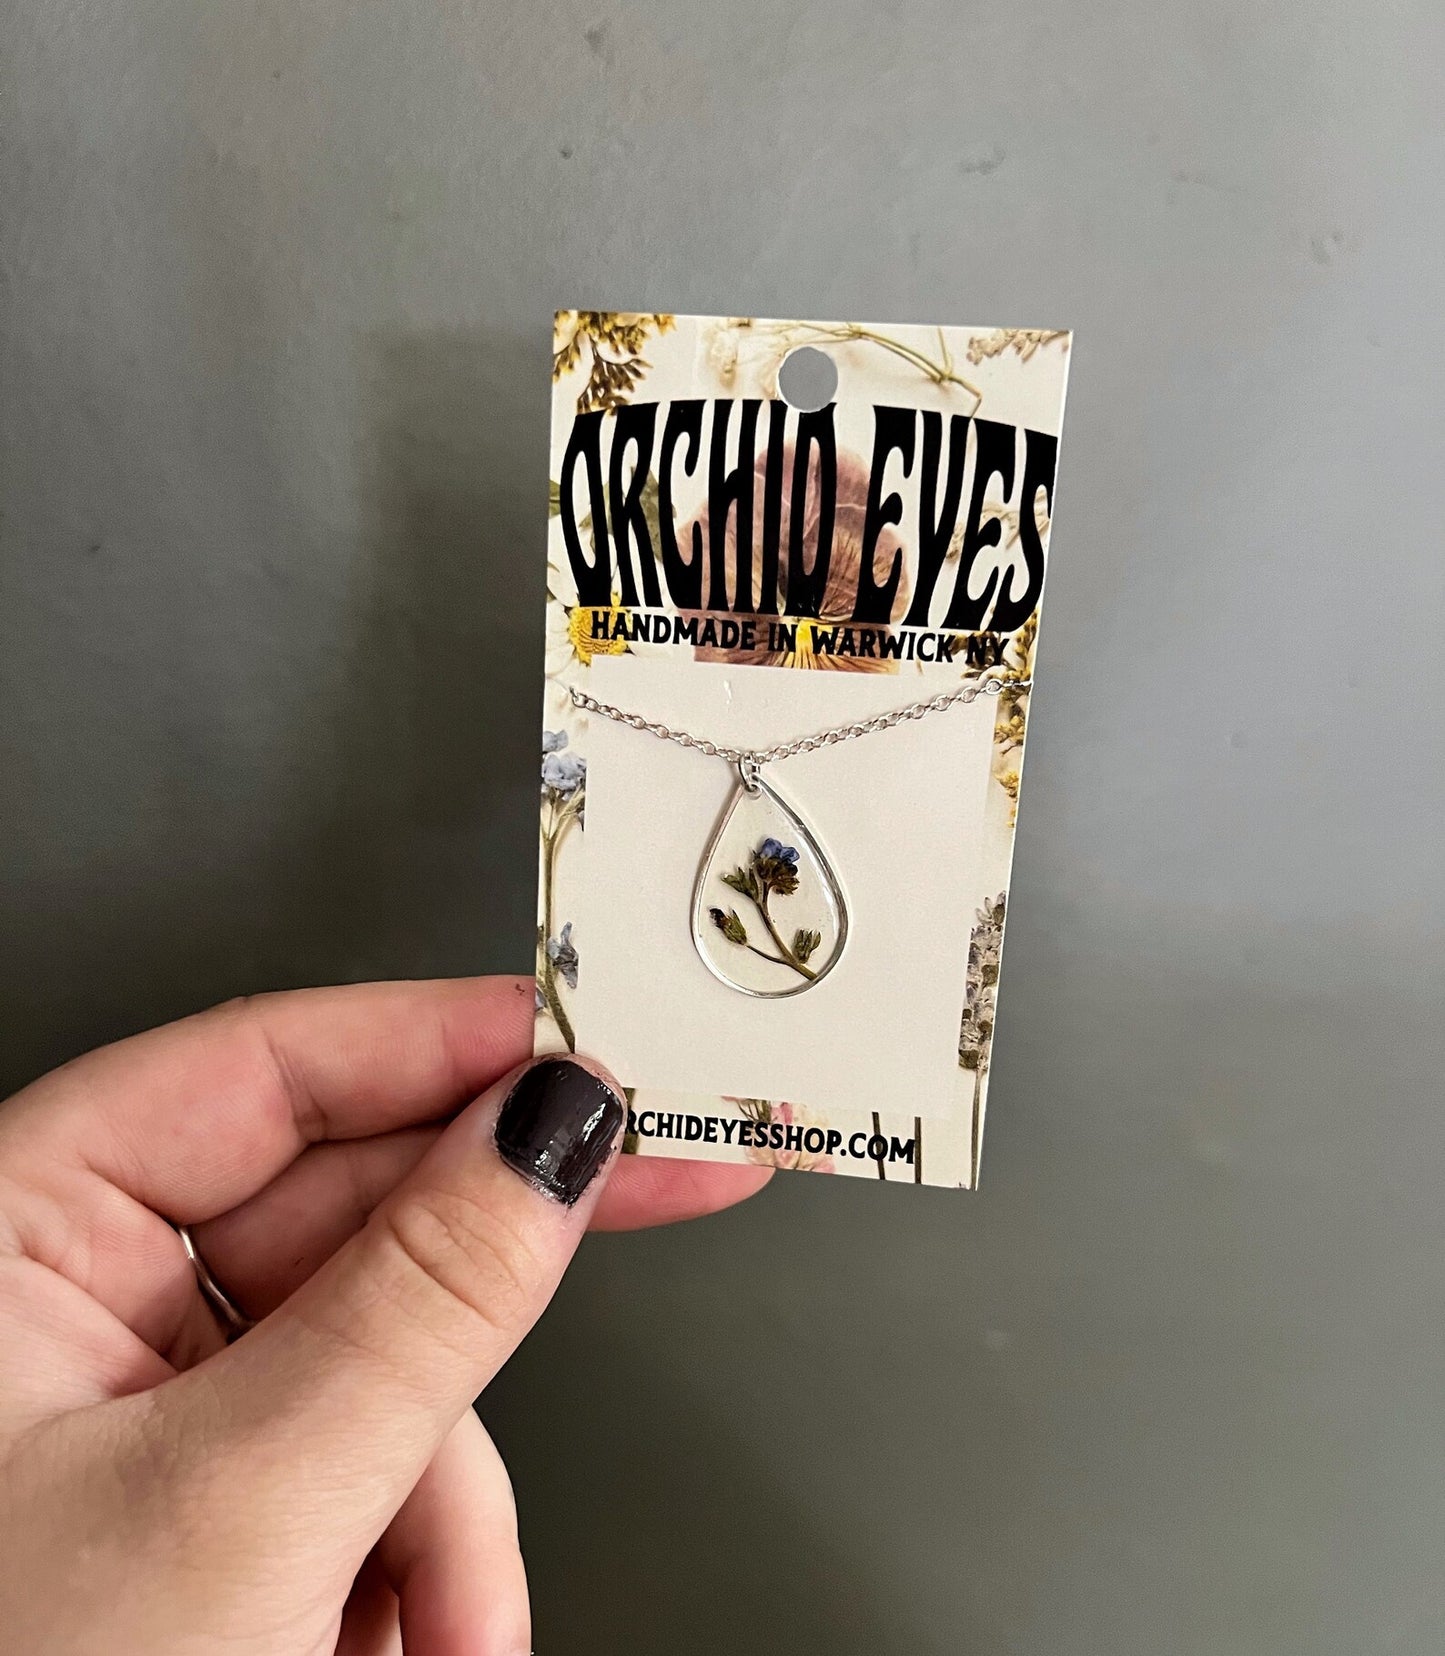 ORCHID EYES
HANDMADE IN WARWICK NY
RCHIDEYESSHOP.COM